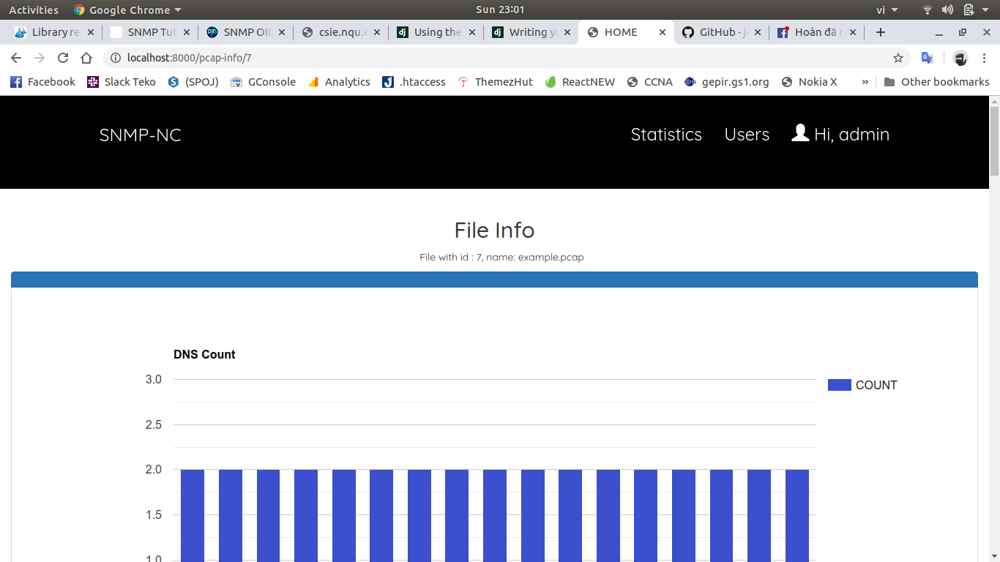 Activities Google Chrome Sun 23:01 vi
Library re SNMP Tut SNMP OID csie.nqu.e Using the Writing yo HOME GitHub - j Hoàn đã
localhost:8000/pcap-info/7
Facebook Slack Teko (SPOJ) GConsole Analytics .htaccess ThemezHut ReactNEW CCNA gepir.gs1.org Nokia X » Other bookmarks
SNMP-NC Statistics Users Hi, admin
File Info
File with id : 7, name: example.pcap
DNS Count
3.0 COUNT
2.5
2.0
1.5
1.0